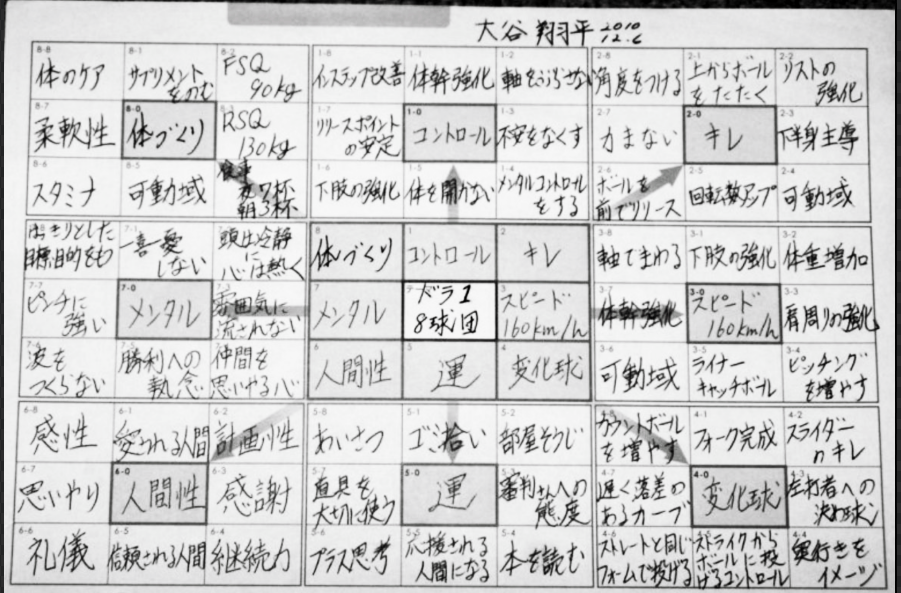 大谷 翔平 2010
12.6
8-8
体のケア
8-1
サプリメント
をのむ
8-2
FSQ
90kg
8-7
柔軟性
8-0
体づくり
RSQ
130kg
8-6
スタミナ
8-5
可動域
食事
夜7杯
朝3杯
1-8
インステップ改善
1-1
体幹強化
軸をぶらさない
1-7
リリースポイント
の安定
1-0
コントロール
1-3
不安をなくす
1-6
下肢の強化
1-5
体を開かない
1-4
メンタルコントロール
をする
2-8
角度をつける
上からボール
をたたく
2-2
リストの
強化
2-7
力まない
2-0
キレ
2-3
下半身主導
2-6
ボールを
前でリリース
2-5
回転数アップ
2-4
可動域
はっきりとした
目標目的をもつ
7-1
一喜一憂
しない
頭は冷静
に
心は熱く
7-7
ピンチに
強い
7-0
メンタル
7-3
雰囲気に
流されない
7-6
波を
つくらない
7-5
勝利への
執念
仲間を
思いやる心
8
体づくり
1
コントロール
2
キレ
7
メンタル
ドラ1
8球団
3
スピード
160km/h
6
人間性
5
運
4
変化球
3-8
軸でまわる
下肢の強化
3-2
体重増加
3-7
体幹強化
3-0
スピード
160km/h
3-3
肩周りの強化
3-6
可動域
3-5
ライナー
キャッチボール
3-4
ピッチング
を増やす
6-8
感性
6-1
愛される人間
6-2
計画性
6-7
思いやり
6-0
人間性
6-3
感謝
6-6
礼儀
6-5
信頼される人間
6-4
継続力
5-8
あいさつ
5-1
ゴミ拾い
5-2
部屋そうじ
5-7
道具を
大切に使う
5-0
運
5-3
審判さんへの
態度
5-6
プラス思考
5-5
応援される
人間になる
5-4
本を読む
4-8
カウントボール
を増やす
4-1
フォーク完成
4-2
スライダー
のキレ
4-7
遅く落差の
あるカーブ
4-0
変化球
4-3
左打者への
決め球
4-6
ストレートと同じ
フォームで投げる
ストライクから
ボールに投
げるコントロール
4-4
奥行きを
イメージ